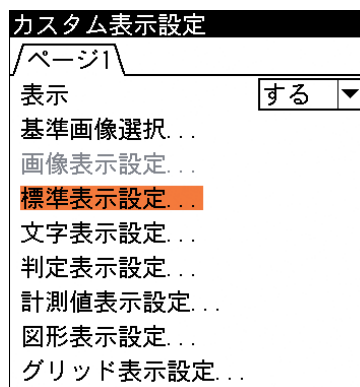 カスタム表示設定
ページ1
表示 する ▼
基準画像選択...
画像表示設定...
標準表示設定...
文字表示設定...
判定表示設定...
計測値表示設定...
図形表示設定...
グリッド表示設定...